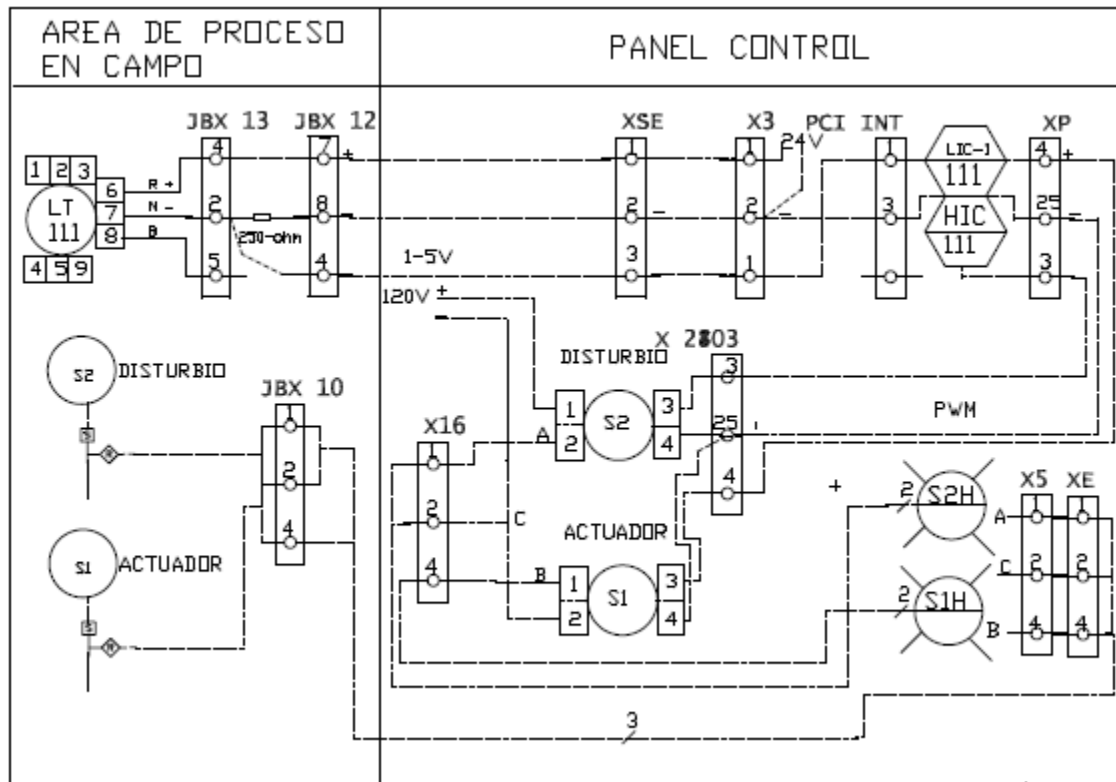 AREA DE PROCESO
EN CAMPO
PANEL CONTROL
JBX 13
JBX 12
XSE
X3
24
V
PCI INT
XP
1 2 3
LT
111
4 5 9
6
7
8
R +
N -
B
4
2
5
250-ohm
7
8
4
+
-
1-5V
1
2
3
-
1
2
1
-
1
3
LIC-1
111
HIC
111
4
25
3
+
-
120V
+
-
S2
DISTURBIO
JBX 10
1
2
4
S
M
S1
ACTUADOR
S
M
X16
1
2
4
A
C
B
DISTURBIO
1
2
S2
3
4
3
25
4
PWM
ACTUADOR
1
2
S1
3
4
+
2
S2H
2
S1H
X5
XE
A
C
B
1
2
4
1
2
4
3